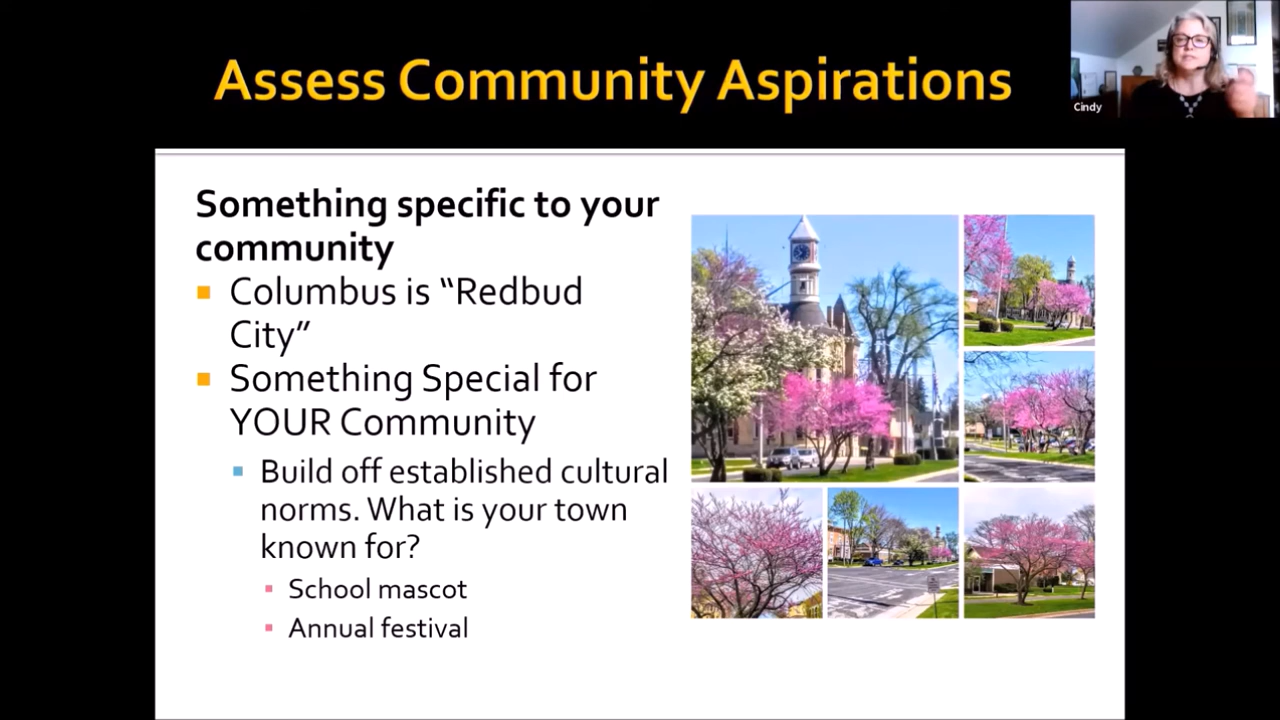 Assess Community Aspirations
Cindy
Something specific to your
community
Columbus is “Redbud
City”
Something Special for
YOUR Community
Build off established cultural
norms. What is your town
known for?
School mascot
Annual festival